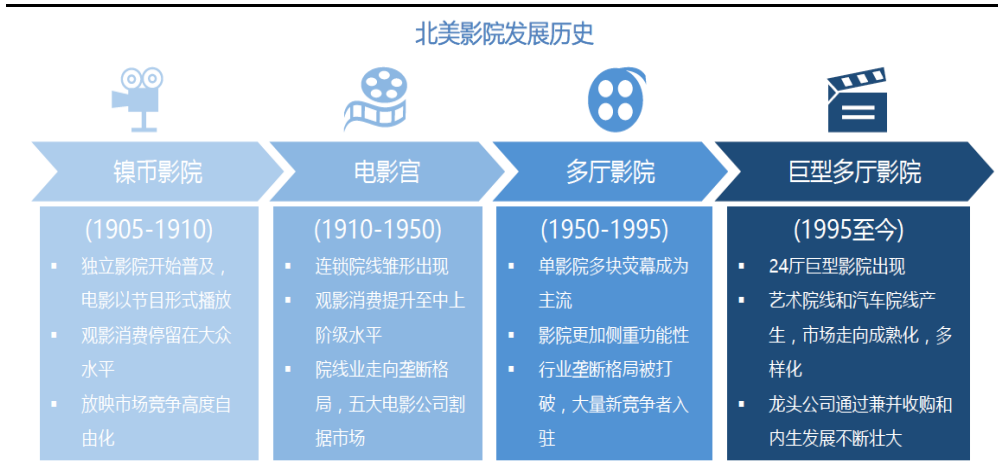 北美影院发展历史
镍币影院
电影宫
多厅影院
巨型多厅影院
(1905-1910)
▪ 独立影院开始普及，
电影以节目形式播放
▪ 观影消费停留在大众
水平
▪ 放映市场竞争高度自
由化
(1910-1950)
▪ 连锁院线雏形出现
▪ 观影消费提升至中上
阶级水平
▪ 院线业走向垄断格
局，五大电影公司割
据市场
(1950-1995)
▪ 单影院多块荧幕成为
主流
▪ 影院更加侧重功能性
▪ 行业垄断格局被打
破，大量新竞争者入
驻
(1995至今)
▪ 24厅巨型影院出现
▪ 艺术院线和汽车院线产
生，市场走向成熟化，多
样化
▪ 龙头公司通过兼并收购和
内生发展不断壮大